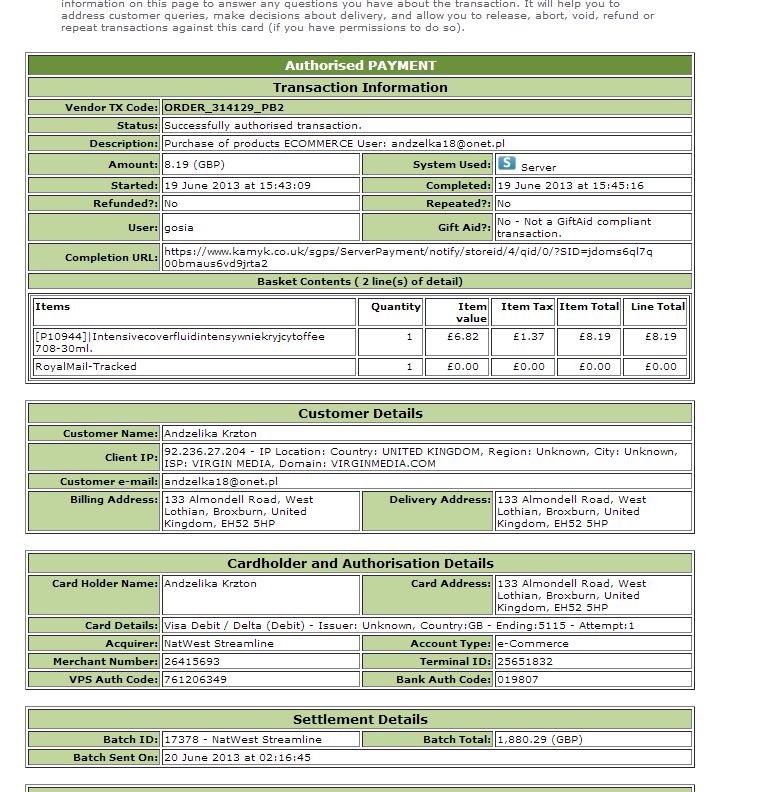 information on this page to answer any questions you have about the transaction. It will help you to
address customer queries, make decisions about delivery, and allow you to release, abort, void, refund or
repeat transactions against this card (if you have permissions to do so).
Authorised PAYMENT
Transaction Information
Vendor TX Code: ORDER_314129_PB2
Status: Successfully authorised transaction.
Description: Purchase of products ECOMMERCE User: andzelka18@onet.pl
Amount: 8.19 (GBP) System Used: S Server
Started: 19 June 2013 at 15:43:09 Completed: 19 June 2013 at 15:45:16
Refunded?: No Repeated?: No
User: gosia Gift Aid?: No - Not a GiftAid compliant
transaction.
Completion URL: https://www.kamyk.co.uk/sgps/ServerPayment/notify/storeid/4/qid/0/?SID=jdoms6ql7q
00bmaus6vd9jrta2
Basket Contents ( 2 line(s) of detail)
Items Quantity Item Item Tax Item Total Line Total
value
[P10944]|Intensivecoverfluidintensywniekryjcytoffee 1 £6.82 £1.37 £8.19 £8.19
708-30ml.
RoyalMail-Tracked 1 £0.00 £0.00 £0.00 £0.00
Customer Details
Customer Name: Andzelika Krzton
Client IP: 92.236.27.204 - IP Location: Country: UNITED KINGDOM, Region: Unknown, City: Unknown,
ISP: VIRGIN MEDIA, Domain: VIRGINMEDIA.COM
Customer e-mail: andzelka18@onet.pl
Billing Address: 133 Almondell Road, West Delivery Address: 133 Almondell Road, West
Lothian, Broxburn, United Lothian, Broxburn, United
Kingdom, EH52 5HP Kingdom, EH52 5HP
Cardholder and Authorisation Details
Card Holder Name: Andzelika Krzton Card Address: 133 Almondell Road, West
Lothian, Broxburn, United
Kingdom, EH52 5HP
Card Details: Visa Debit / Delta (Debit) - Issuer: Unknown, Country:GB - Ending:5115 - Attempt:1
Acquirer: NatWest Streamline Account Type: e-Commerce
Merchant Number: 26415693 Terminal ID: 25651832
VPS Auth Code: 761206349 Bank Auth Code: 019807
Settlement Details
Batch ID: 17378 - NatWest Streamline Batch Total: 1,880.29 (GBP)
Batch Sent On: 20 June 2013 at 02:16:45